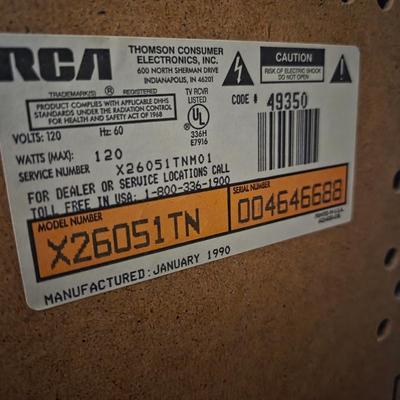 RCA
THOMSON CONSUMER
ELECTRONICS, INC.
600 NORTH SHERMAN DRIVE
INDIANAPOLIS, IN 46201
CAUTION
RISK OF ELECTRIC SHOCK
DO NOT OPEN
TRADEMARK(S) ® REGISTERED
PRODUCT COMPLIES WITH APPLICABLE DHHS
STANDARDS UNDER THE RADIATION CONTROL
FOR HEALTH AND SAFETY ACT OF 1968
TV RCVR
LISTED
UL
®
336H
E7916
CODE # 49350
VOLTS: 120 Hz: 60
WATTS (MAX): 120
SERVICE NUMBER X26051TNM01
FOR DEALER OR SERVICE LOCATIONS CALL
TOLL FREE IN USA: 1-800-336-1900
MODEL NUMBER
X26051TN
SERIAL NUMBER
004646688
MANUFACTURED: JANUARY 1990